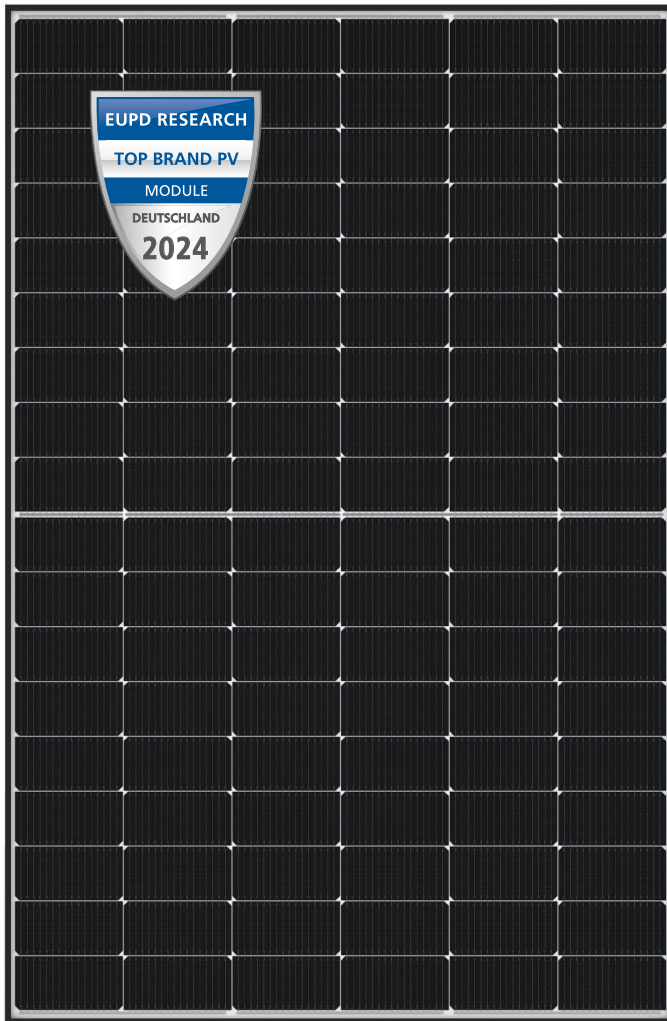 EUPD RESEARCH
TOP BRAND PV
MODULE
DEUTSCHLAND
2024